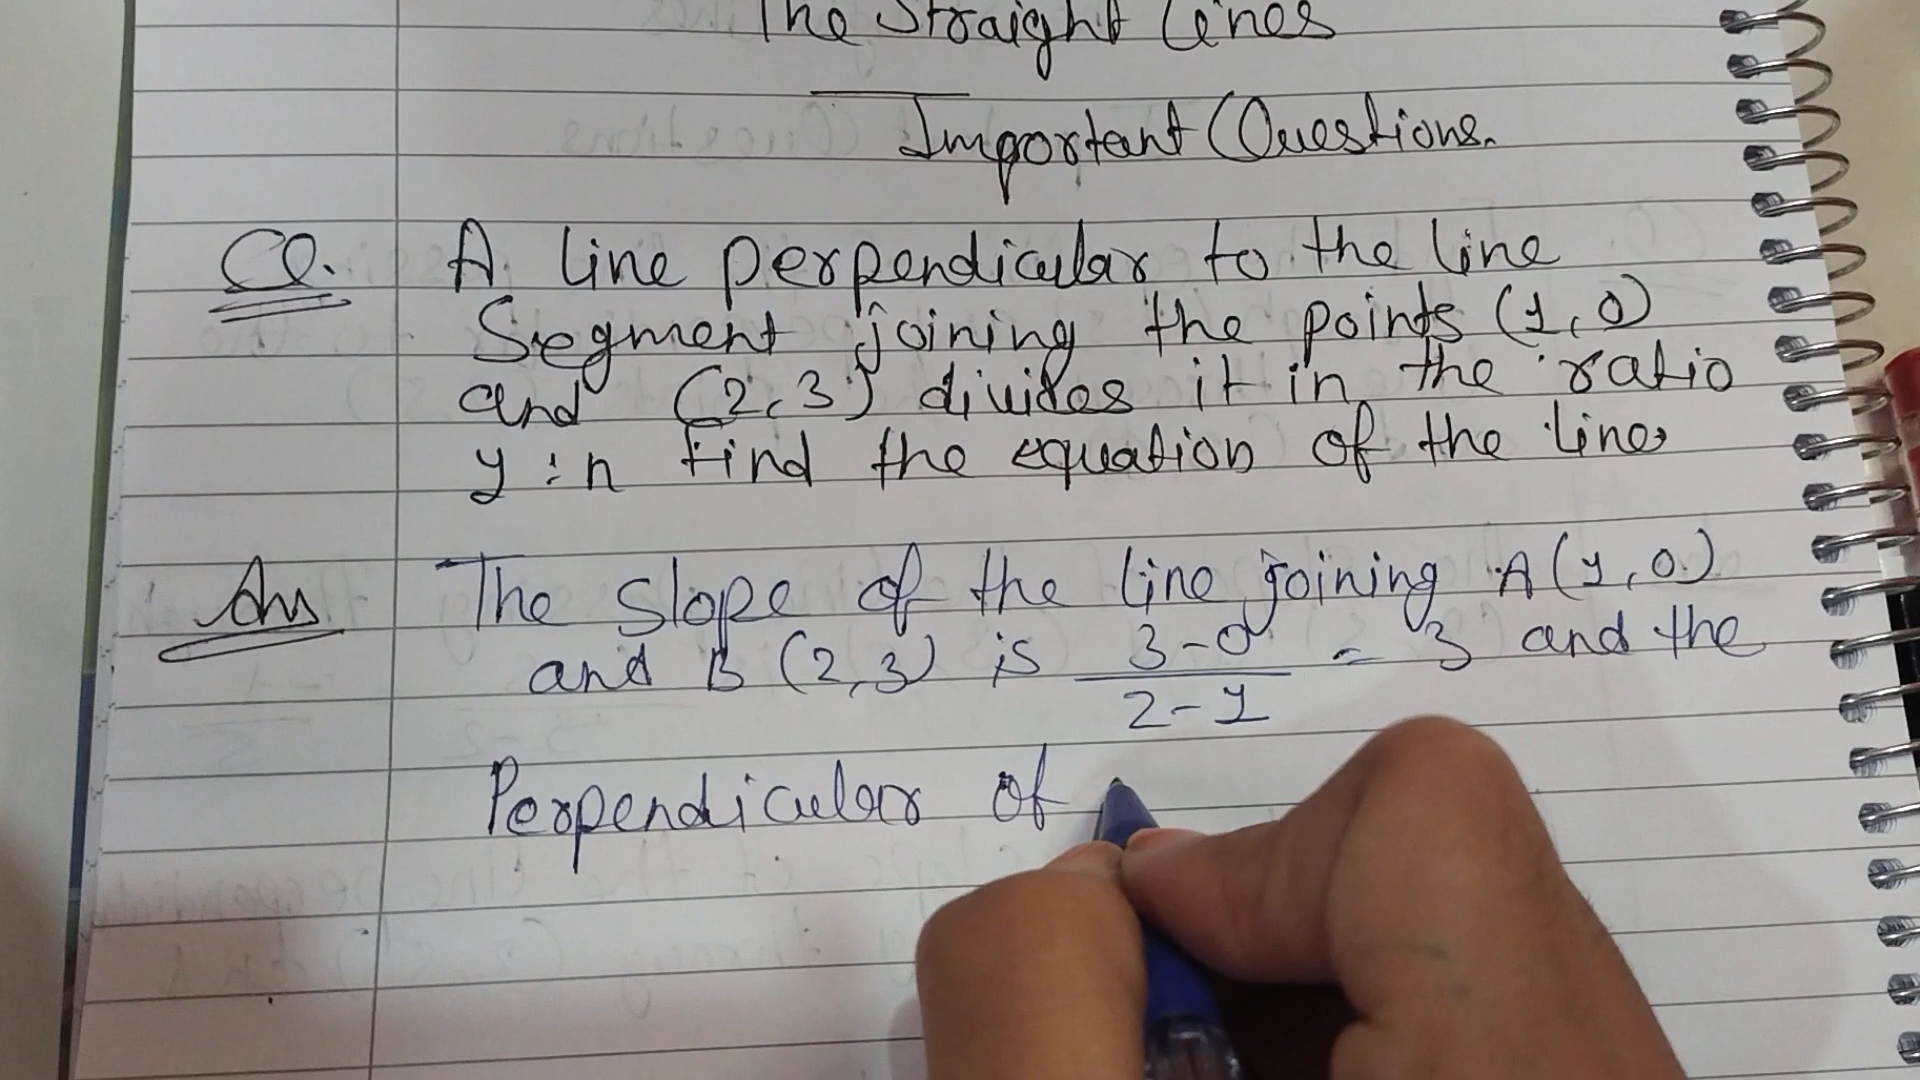 The Straight Lines
Important Questions.
Q. A line perpendicular to the line
Segment joining the points (1, 0)
and (2, 3) divides it in the ratio
1 : n Find the equation of the line
Ans The slope of the line joining A (1, 0)
and B (2, 3) is 3-0 / 2-1 = 3 and the
Perpendicular of